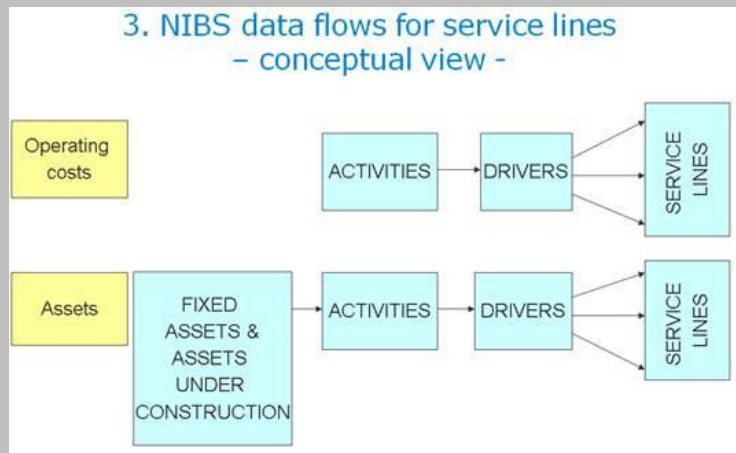 3. NIBS data flows for service lines
– conceptual view -
Operating
costs
ACTIVITIES
DRIVERS
SERVICE
LINES
Assets
FIXED
ASSETS &
ASSETS
UNDER
CONSTRUCTION
ACTIVITIES
DRIVERS
SERVICE
LINES